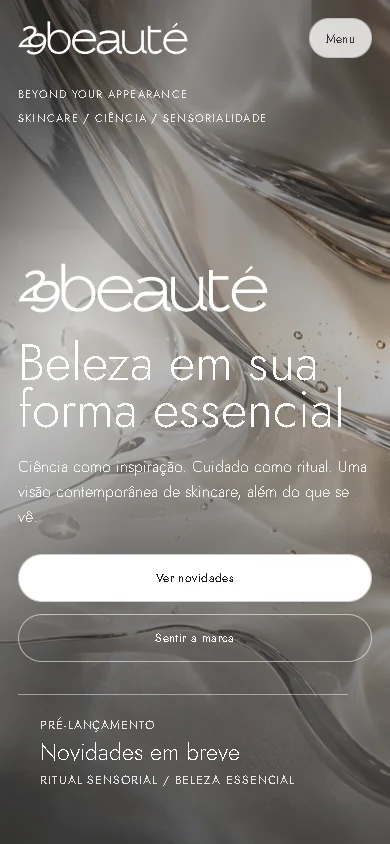 29beauté
Menu
BEYOND YOUR APPEARANCE
SKINCARE / CIÊNCIA / SENSORIALIDADE
29beauté
Beleza em sua
forma essencial
Ciência como inspiração. Cuidado como ritual. Uma
visão contemporânea de skincare, além do que se
vê.
Ver novidades
Sentir a marca
PRÉ-LANÇAMENTO
Novidades em breve
RITUAL SENSORIAL / BELEZA ESSENCIAL